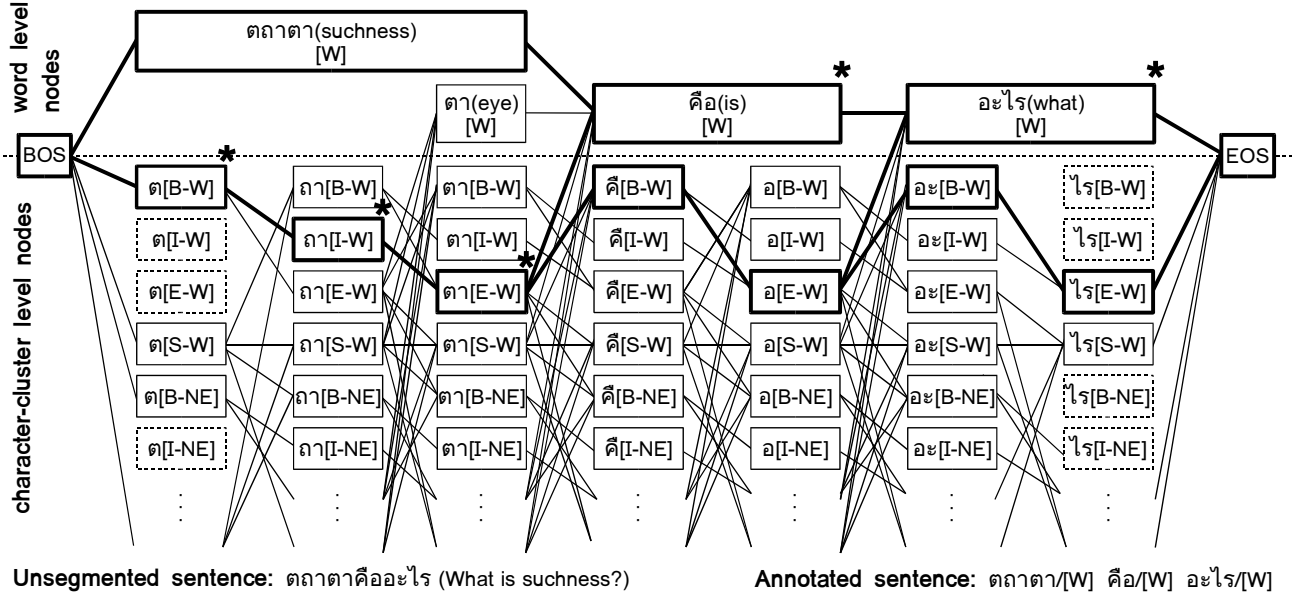 word level
nodes
ตถาตา(suchness)
[W]
*
*
ตา(eye)
[W]
คือ(is)
[W]
อะไร(what)
[W]
BOS
EOS
*
ต[B-W]
ถา[B-W]
*
ตา[B-W]
คื[B-W]
อ[B-W]
อะ[B-W]
ไร[B-W]
ต[I-W]
ถา[I-W]
ตา[I-W]
*
คื[I-W]
อ[I-W]
อะ[I-W]
ไร[I-W]
ต[E-W]
ถา[E-W]
ตา[E-W]
คื[E-W]
อ[E-W]
อะ[E-W]
ไร[E-W]
ต[S-W]
ถา[S-W]
ตา[S-W]
คื[S-W]
อ[S-W]
อะ[S-W]
ไร[S-W]
ต[B-NE]
ถา[B-NE]
ตา[B-NE]
คื[B-NE]
อ[B-NE]
อะ[B-NE]
ไร[B-NE]
ต[I-NE]
ถา[I-NE]
ตา[I-NE]
คื[I-NE]
อ[I-NE]
อะ[I-NE]
ไร[I-NE]
character-cluster level nodes
Unsegmented sentence: ตถาตาคืออะไร (What is suchness?)
Annotated sentence: ตถาตา/[W] คือ/[W] อะไร/[W]